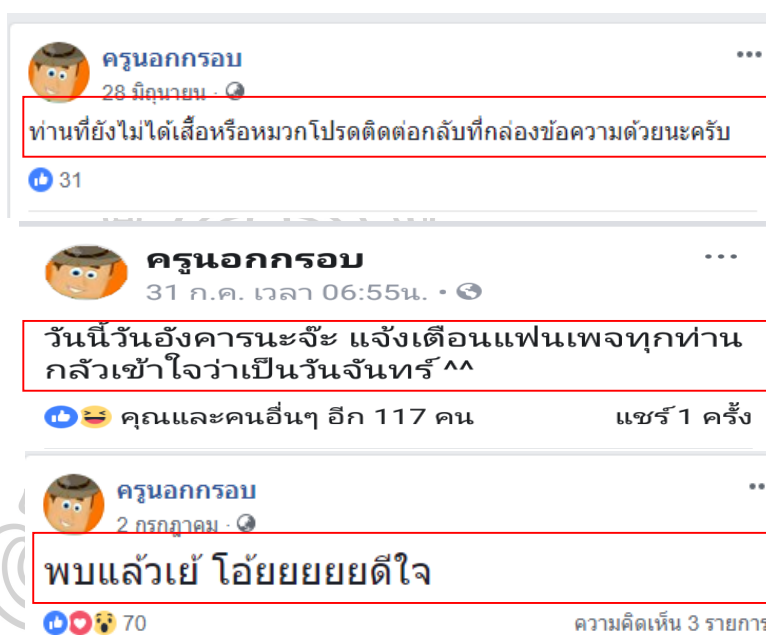 ครูนอกกรอบ
28 มิถุนายน ·
ท่านที่ยังไม่ได้เสื้อหรือหมวกโปรดติดต่อกลับที่กล่องข้อความด้วยนะครับ
31
ครูนอกกรอบ
31 ก.ค. เวลา 06:55น. •
วันนี้วันอังคารนะจ๊ะ แจ้งเตือนแฟนเพจทุกท่าน
กลัวเข้าใจว่าเป็นวันจันทร์ ^^
คุณและคนอื่นๆ อีก 117 คน แชร์ 1 ครั้ง
ครูนอกกรอบ
2 กรกฎาคม ·
พบแล้วเย้ โอ้ยยยยยดีใจ
70 ความคิดเห็น 3 รายการ